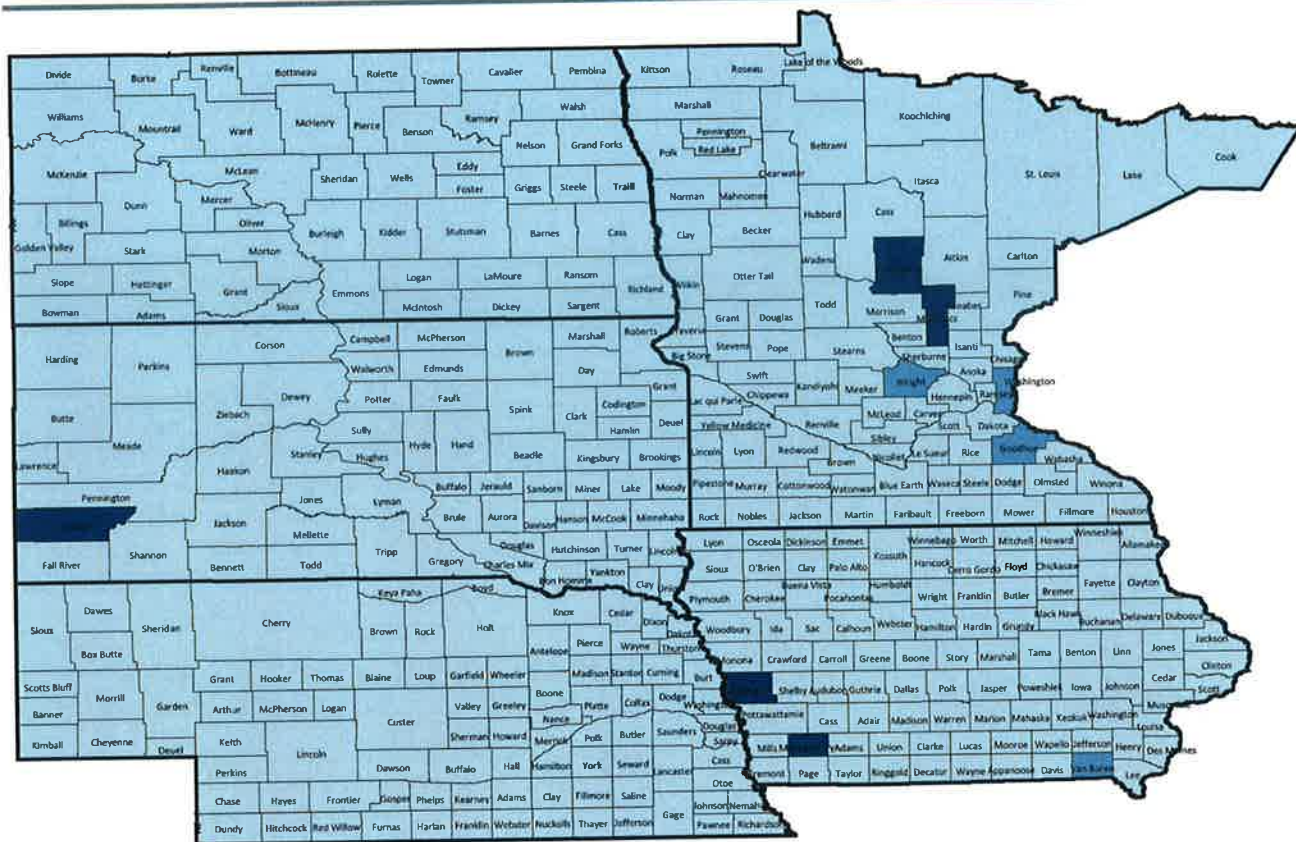 Divide Burke Renville Bottineau Rolette Towner Cavalier Pembina Kittson Roseau Lake of the Woods
Williams Mountrail Ward McHenry Pierce Benson Ramsey Walsh Marshall Koochiching
Pennington Red Lake Polk Beltrami Nelson Grand Forks
McKenzie McLean Sheridan Wells Eddy Foster Griggs Steele Traill Norman Mahnomen Clearwater Itasca St. Louis Lake Cook
Dunn Mercer Oliver Hubbard Cass
Golden Valley Billings Stark Morton Burleigh Kidder Stutsman Barnes Cass Clay Becker
Slope Hettinger Grant Sioux Emmons Logan LaMoure Ransom Richland Wilkin Otter Tail Wadena Aitkin Carlton
Bowman Adams McIntosh Dickey Sargent Grant Douglas Todd Morrison Pine
Harding Perkins Corson Campbell McPherson Brown Marshall Roberts Traverse Stevens Pope Stearns Benton Isanti
Walworth Edmunds Day Big Stone Sherburne Anoka Chisago
Butte Ziebach Dewey Potter Faulk Spink Clark Codington Grant Swift Kandiyohi Meeker Wright Hennepin Ramsey Washington
Meade Sully Hyde Hand Hamlin Deuel Lac qui Parle Chippewa McLeod Carver Scott Dakota
Lawrence Haakon Stanley Hughes Beadle Kingsbury Brookings Yellow Medicine Renville Sibley Nicollet Le Sueur Rice Goodhue Wabasha
Lincoln Lyon Redwood Brown
Pennington Jones Lyman Buffalo Jerauld Sanborn Miner Lake Moody Pipestone Murray Cottonwood Watonwan Blue Earth Waseca Steele Dodge Olmsted Winona
Jackson Mellette Brule Aurora Davison Hanson McCook Minnehaha Rock Nobles Jackson Martin Faribault Freeborn Mower Fillmore Houston
Fall River Shannon Bennett Todd Tripp Gregory Douglas Charles Mix Hutchinson Turner Lincoln Lyon Osceola Dickinson Emmet Kossuth Winnebago Worth Mitchell Howard Winneshiek Allamakee
Bon Homme Yankton Clay Union Sioux O'Brien Clay Palo Alto Hancock Cerro Gordo Floyd Chickasaw
Sioux Dawes Sheridan Cherry Keya Paha Boyd Knox Cedar Dixon Dakota Plymouth Cherokee Buena Vista Pocahontas Humboldt Wright Franklin Butler Bremer Fayette Clayton
Box Butte Brown Rock Holt Antelope Pierce Wayne Thurston Woodbury Ida Sac Calhoun Webster Hamilton Hardin Grundy Black Hawk Buchanan Delaware Dubuque
Scotts Bluff Morrill Garden Grant Hooker Thomas Blaine Loup Garfield Wheeler Madison Stanton Cuming Burt Monona Crawford Carroll Greene Boone Story Marshall Tama Benton Linn Jones Jackson
Banner Arthur McPherson Logan Custer Valley Greeley Boone Nance Platte Colfax Dodge Washington Shelby Audubon Guthrie Dallas Polk Jasper Poweshiek Iowa Johnson Cedar Clinton Scott
Kimball Cheyenne Deuel Keith Lincoln Sherman Howard Merrick Polk Butler Saunders Douglas Sarpy Pottawattamie Cass Adair Madison Warren Marion Mahaska Keokuk Washington Louisa
Perkins Dawson Buffalo Hall Hamilton York Seward Lancaster Cass Otoe Mills Adams Union Clarke Lucas Monroe Wapello Jefferson Henry Des Moines
Chase Hayes Frontier Gosper Phelps Kearney Adams Clay Fillmore Saline Gage Johnson Nemaha Fremont Page Taylor Ringgold Decatur Wayne Appanoose Davis Van Buren Lee
Dundy Hitchcock Red Willow Furnas Harlan Franklin Webster Nuckolls Thayer Jefferson Pawnee Richardson